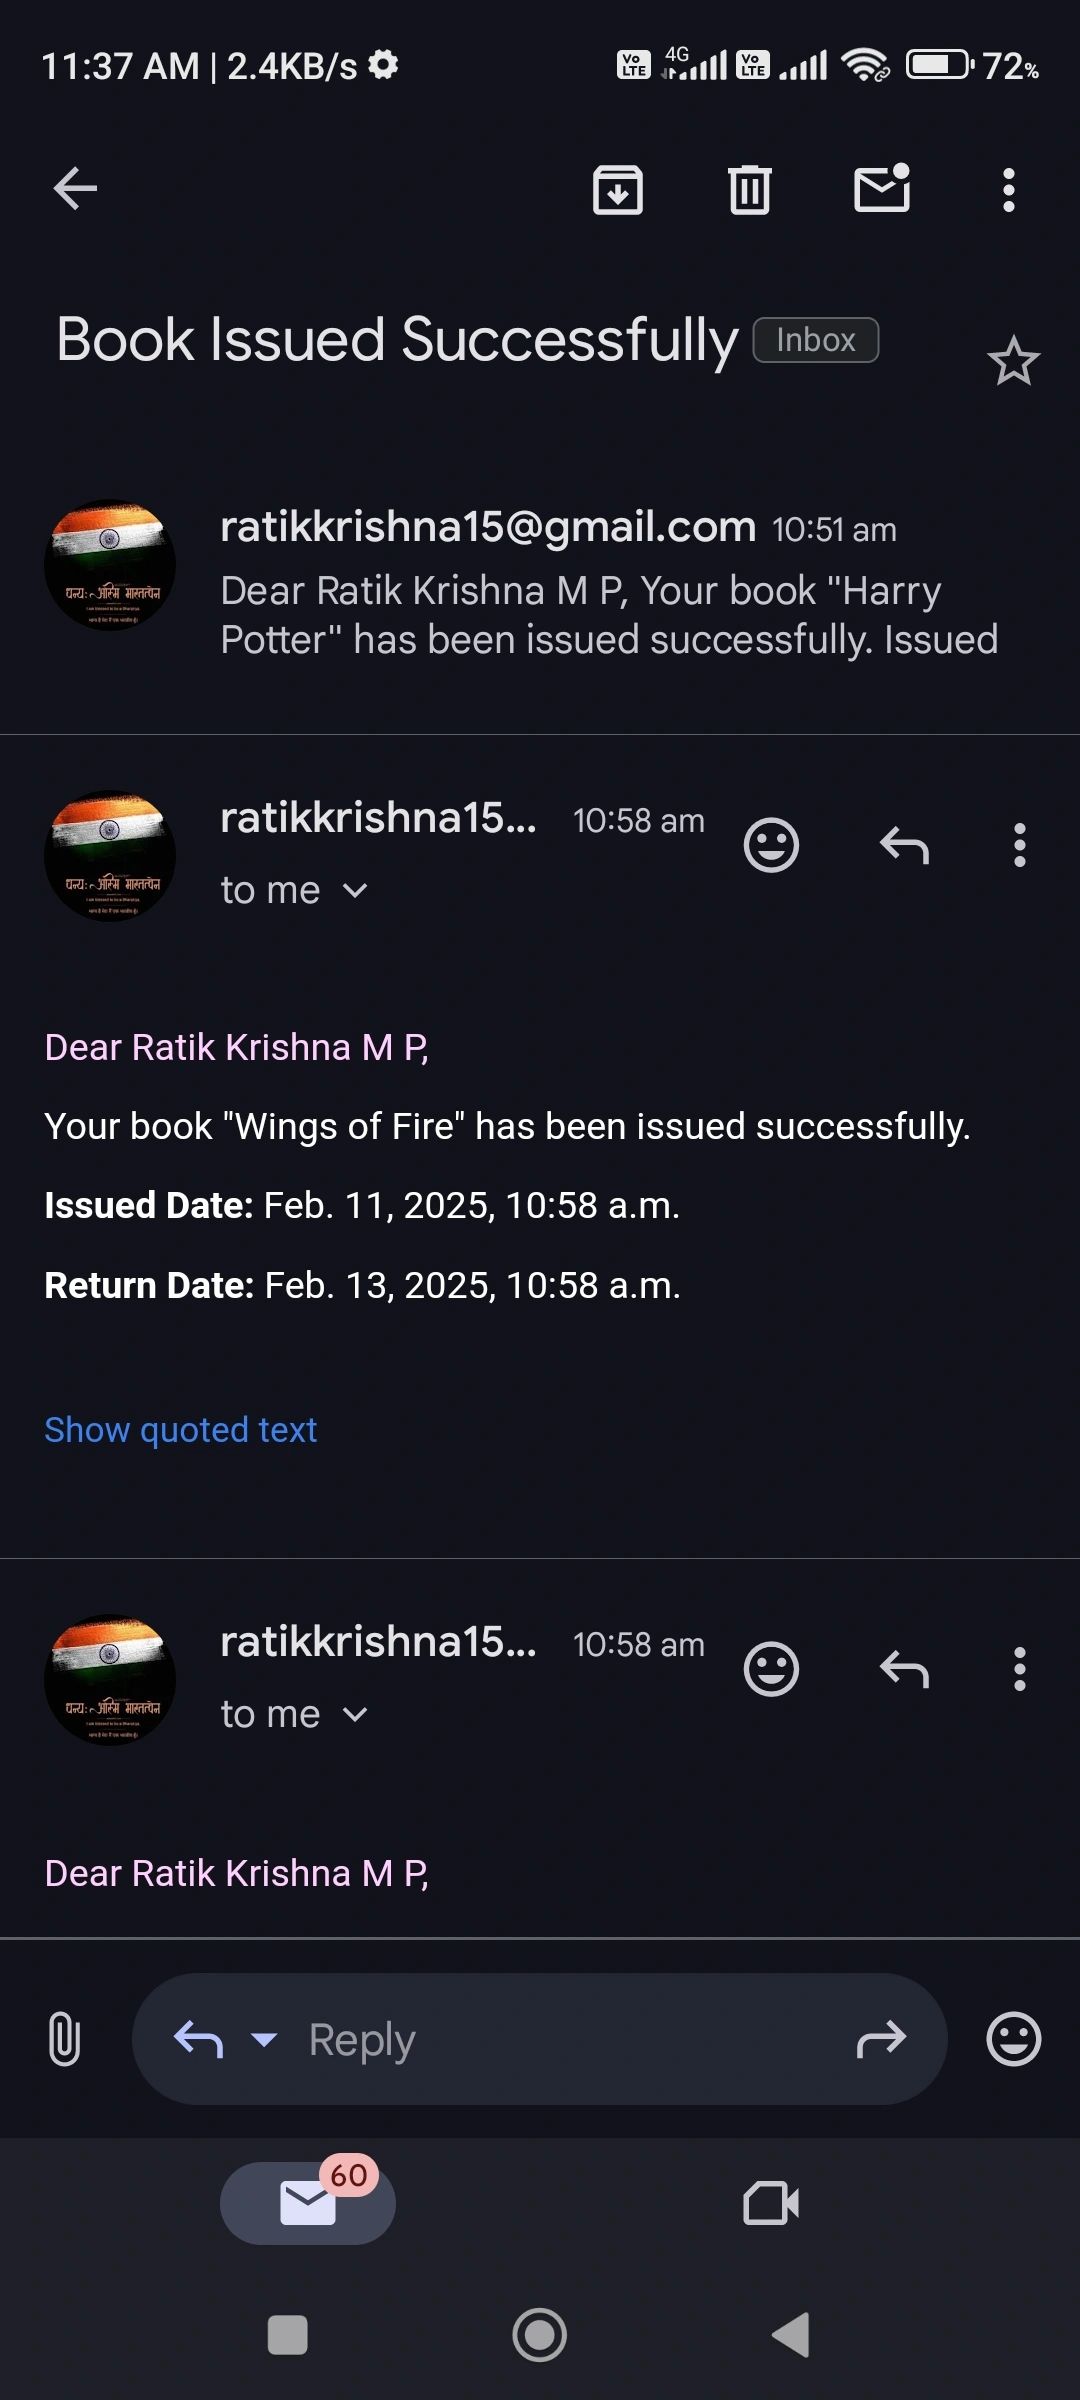 11:37 AM | 2.4KB/s
Vo LTE 4G Vo LTE 72%
Book Issued Successfully Inbox
ratikkrishna15@gmail.com 10:51 am
Dear Ratik Krishna M P, Your book "Harry
Potter" has been issued successfully. Issued
ratikkrishna15... 10:58 am
to me
Dear Ratik Krishna M P,
Your book "Wings of Fire" has been issued successfully.
Issued Date: Feb. 11, 2025, 10:58 a.m.
Return Date: Feb. 13, 2025, 10:58 a.m.
Show quoted text
ratikkrishna15... 10:58 am
to me
Dear Ratik Krishna M P,
Reply
60